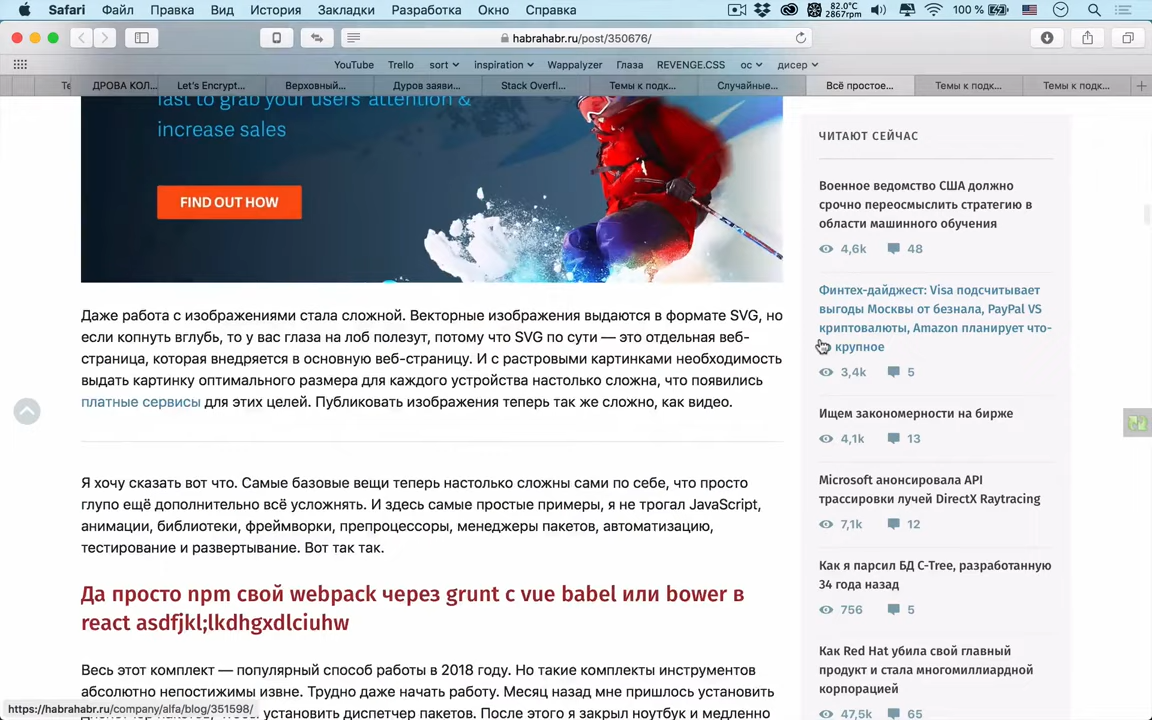 Safari Файл Правка Вид История Закладки Разработка Окно Справка
82.0°C
2867rpm
100 %
habrahabr.ru/post/350676/
YouTube Trello sort inspiration Wappalyzer Глаза REVENGE.CSS ос дисер
Те ДРОВА КОЛ... Let's Encrypt... Верховный... Дуров заяви... Stack Overfl... Темы к подк... Случайные... Всё простое... Темы к подк... Темы к подк...
fast to grab your users' attention &
increase sales
FIND OUT HOW
Даже работа с изображениями стала сложной. Векторные изображения выдаются в формате SVG, но
если копнуть вглубь, то у вас глаза на лоб полезут, потому что SVG по сути — это отдельная веб-
страница, которая внедряется в основную веб-страницу. И с растровыми картинками необходимость
выдать картинку оптимального размера для каждого устройства настолько сложна, что появились
платные сервисы для этих целей. Публиковать изображения теперь так же сложно, как видео.
Я хочу сказать вот что. Самые базовые вещи теперь настолько сложны сами по себе, что просто
глупо ещё дополнительно всё усложнять. И здесь самые простые примеры, я не трогал JavaScript,
анимации, библиотеки, фреймворки, препроцессоры, менеджеры пакетов, автоматизацию,
тестирование и развертывание. Вот так так.
Да просто npm свой webpack через grunt с vue babel или bower в
react asdfjkl;lkdhgxdlciuhw
Весь этот комплект — популярный способ работы в 2018 году. Но такие комплекты инструментов
абсолютно непостижимы извне. Трудно даже начать работу. Месяц назад мне пришлось установить
установить диспетчер пакетов. После этого я закрыл ноутбук и медленно
https://habrahabr.ru/company/alfa/blog/351598/
ЧИТАЮТ СЕЙЧАС
Военное ведомство США должно
срочно переосмыслить стратегию в
области машинного обучения
4,6k 48
Финтех-дайджест: Visa подсчитывает
выгоды Москвы от безнала, PayPal VS
криптовалюты, Amazon планирует что-
крупное
3,4k 5
Ищем закономерности на бирже
4,1k 13
Microsoft анонсировала API
трассировки лучей DirectX Raytracing
7,1k 12
Как я парсил БД C-Tree, разработанную
34 года назад
756 5
Как Red Hat убила свой главный
продукт и стала многомиллиардной
корпорацией
47,5k 65